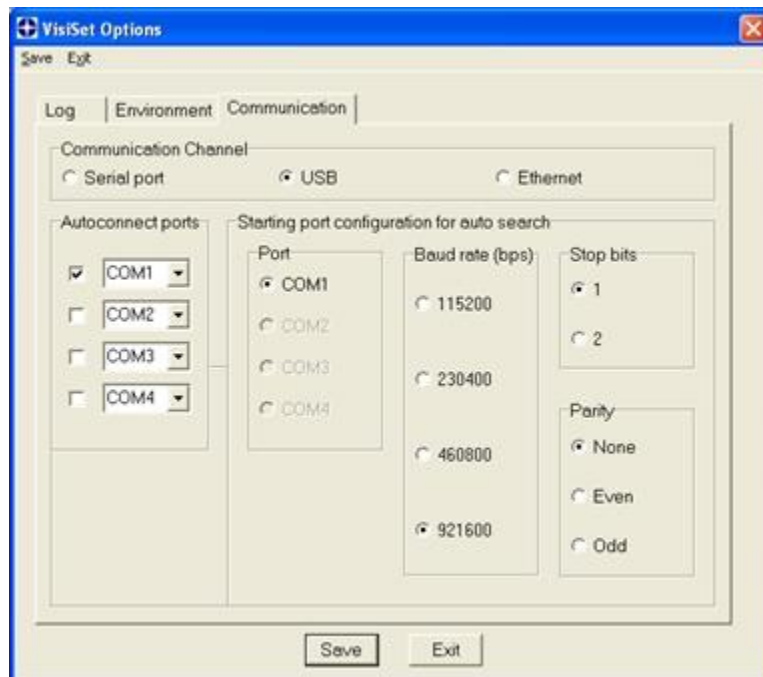 VisiSet Options
Save Exit
Log Environment Communication
Communication Channel
Serial port USB Ethernet
Autoconnect ports
COM1
COM2
COM3
COM4
Starting port configuration for auto search
Port
COM1
COM2
COM3
COM4
Baud rate (bps)
115200
230400
460800
921600
Stop bits
1
2
Parity
None
Even
Odd
Save Exit